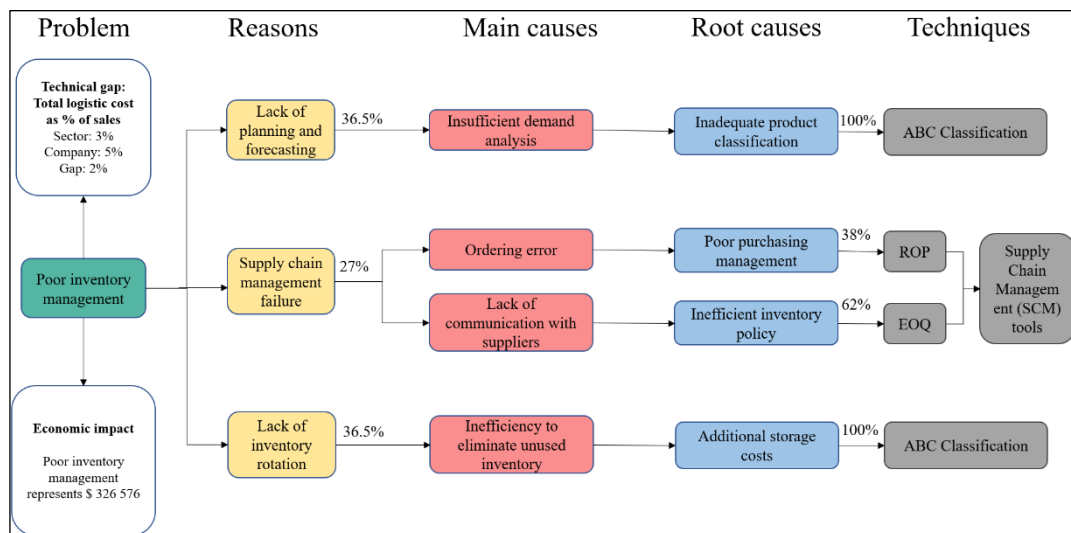 Problem
Reasons
Main causes
Root causes
Techniques
Technical gap:
Total logistic cost
as % of sales
Sector: 3%
Company: 5%
Gap: 2%
Lack of
planning and
forecasting
36.5%
Insufficient demand
analysis
Inadequate product
classification
100%
ABC Classification
Poor inventory
management
Supply chain
management
failure
27%
Ordering error
Poor purchasing
management
38%
ROP
Lack of
communication with
suppliers
Inefficient inventory
policy
62%
EOQ
Supply
Chain
Managem
ent (SCM)
tools
Economic impact
Poor inventory
management
represents $ 326 576
Lack of
inventory
rotation
36.5%
Inefficiency to
eliminate unused
inventory
Additional storage
costs
100%
ABC Classification